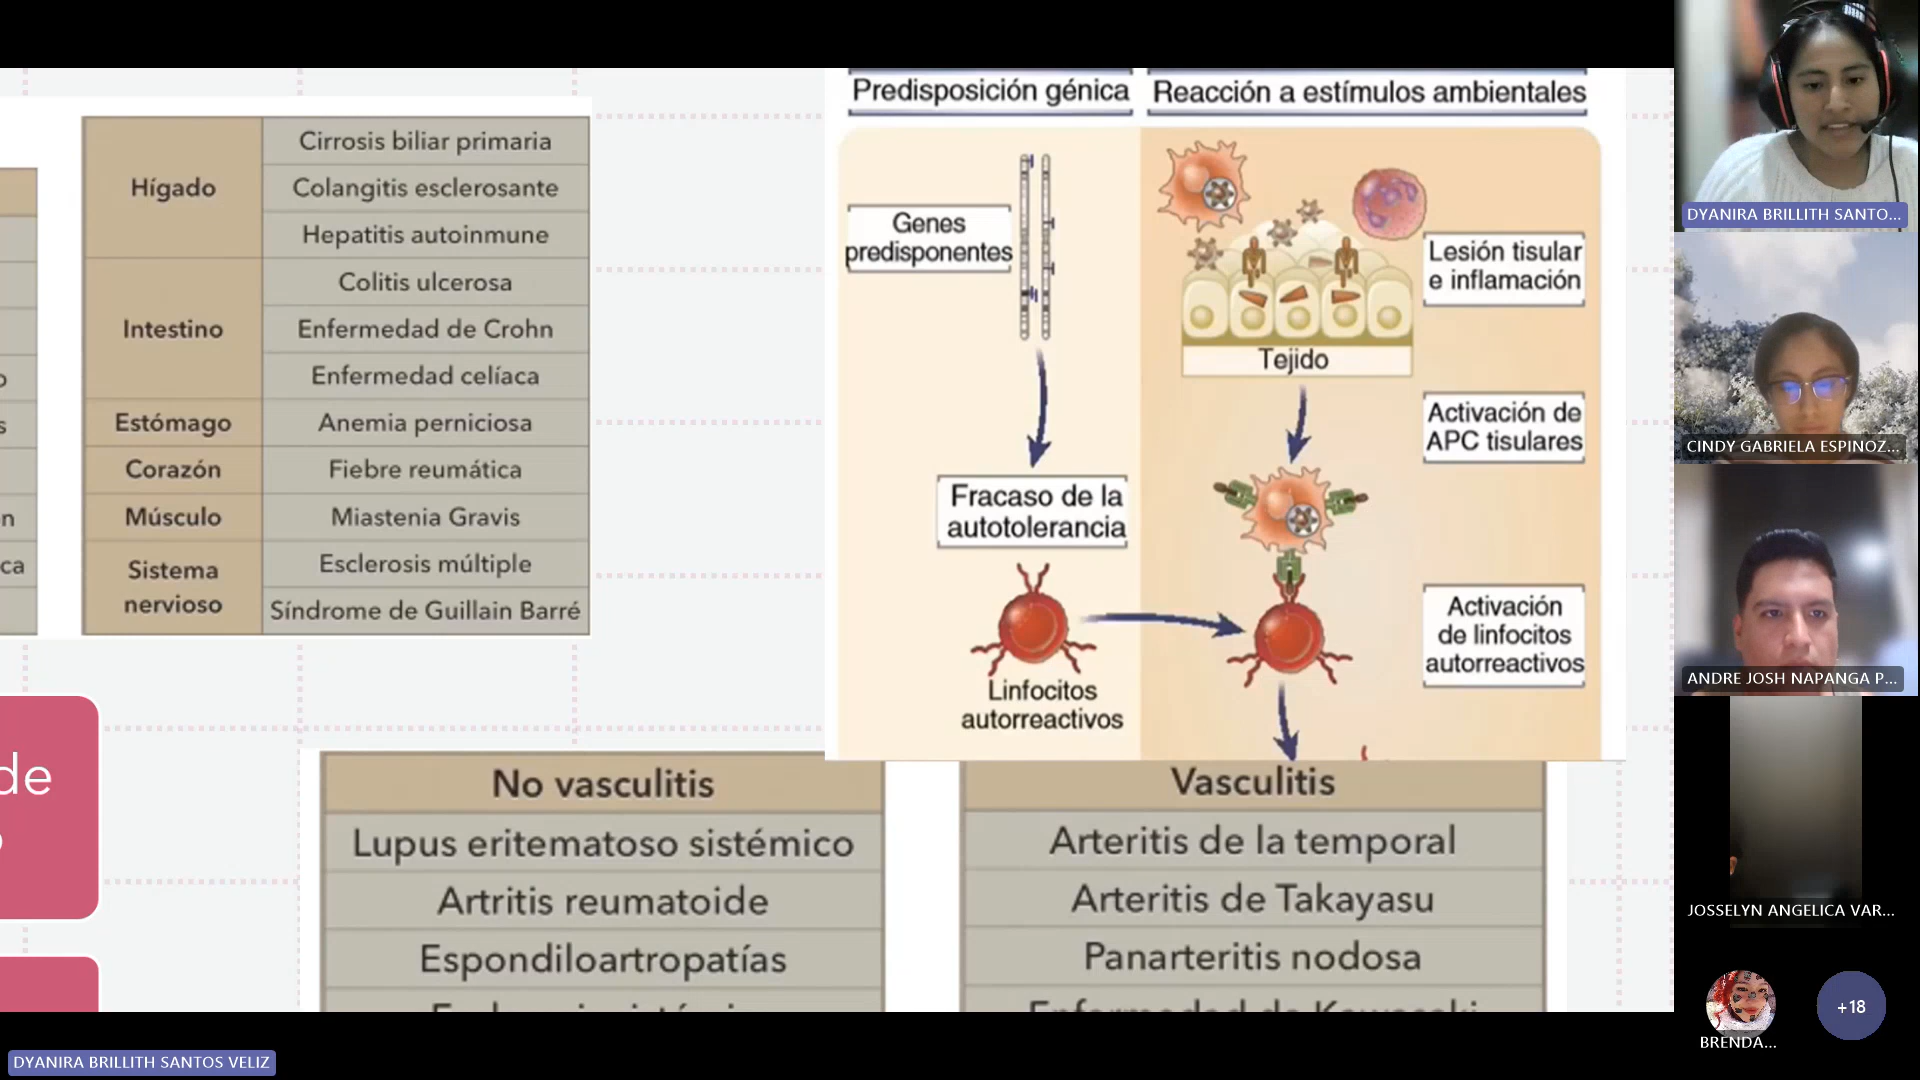 Hígado
Cirrosis biliar primaria
Colangitis esclerosante
Hepatitis autoinmune
Intestino
Colitis ulcerosa
Enfermedad de Crohn
Enfermedad celíaca
Estómago
Anemia perniciosa
Corazón
Fiebre reumática
Músculo
Miastenia Gravis
Sistema
nervioso
Esclerosis múltiple
Síndrome de Guillain Barré
Predisposición génica
Reacción a estímulos ambientales
Genes
predisponentes
Lesión tisular
e inflamación
Tejido
Activación de
APC tisulares
Fracaso de la
autotolerancia
Activación
de linfocitos
autorreactivos
Linfocitos
autorreactivos
de
No vasculitis
Lupus eritematoso sistémico
Artritis reumatoide
Espondiloartropatías
Vasculitis
Arteritis de la temporal
Arteritis de Takayasu
Panarteritis nodosa
Enfermedad de Kawasaki
DYANIRA BRILLITH SANTO...
CINDY GABRIELA ESPINOZ...
ANDRE JOSH NAPANGA P...
JOSSELYN ANGELICA VAR...
BRENDA...
+18
DYANIRA BRILLITH SANTOS VELIZ